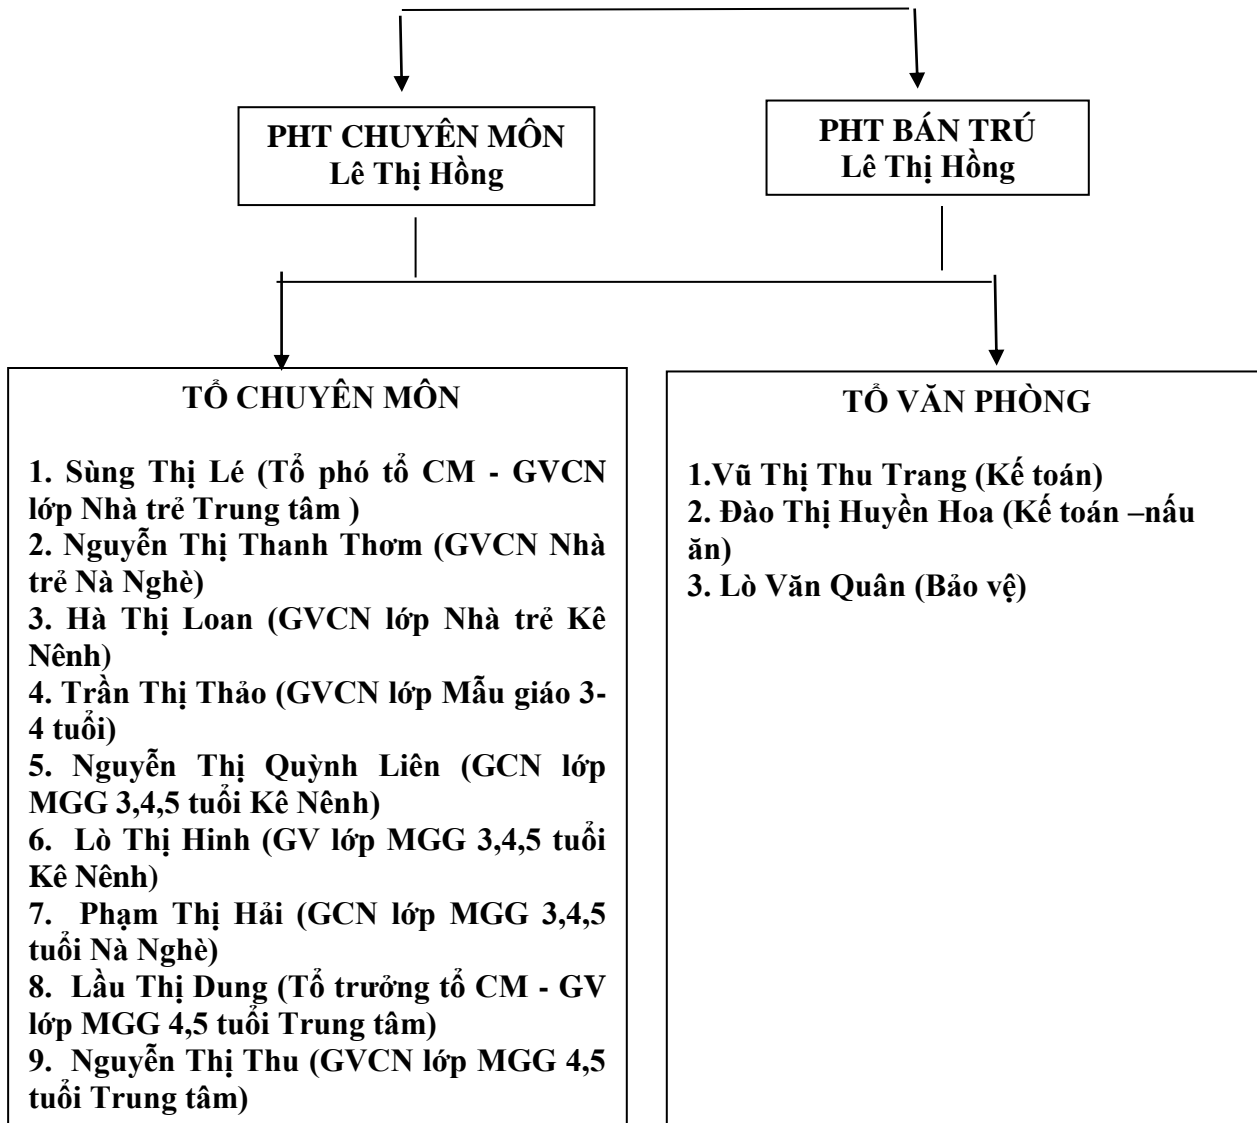 PHT CHUYÊN MÔN
Lê Thị Hồng
PHT BÁN TRÚ
Lê Thị Hồng
TỔ CHUYÊN MÔN
1. Sùng Thị Lé (Tổ phó tổ CM - GVCN
lớp Nhà trẻ Trung tâm )
2. Nguyễn Thị Thanh Thơm (GVCN Nhà
trẻ Nà Nghè)
3. Hà Thị Loan (GVCN lớp Nhà trẻ Kê
Nênh)
4. Trần Thị Thảo (GVCN lớp Mẫu giáo 3-
4 tuổi)
5. Nguyễn Thị Quỳnh Liên (GCN lớp
MGG 3,4,5 tuổi Kê Nênh)
6. Lò Thị Hinh (GV lớp MGG 3,4,5 tuổi
Kê Nênh)
7. Phạm Thị Hải (GCN lớp MGG 3,4,5
tuổi Nà Nghè)
8. Lầu Thị Dung (Tổ trưởng tổ CM - GV
lớp MGG 4,5 tuổi Trung tâm)
9. Nguyễn Thị Thu (GVCN lớp MGG 4,5
tuổi Trung tâm)
TỔ VĂN PHÒNG
1.Vũ Thị Thu Trang (Kế toán)
2. Đào Thị Huyền Hoa (Kế toán –nấu
ăn)
3. Lò Văn Quân (Bảo vệ)